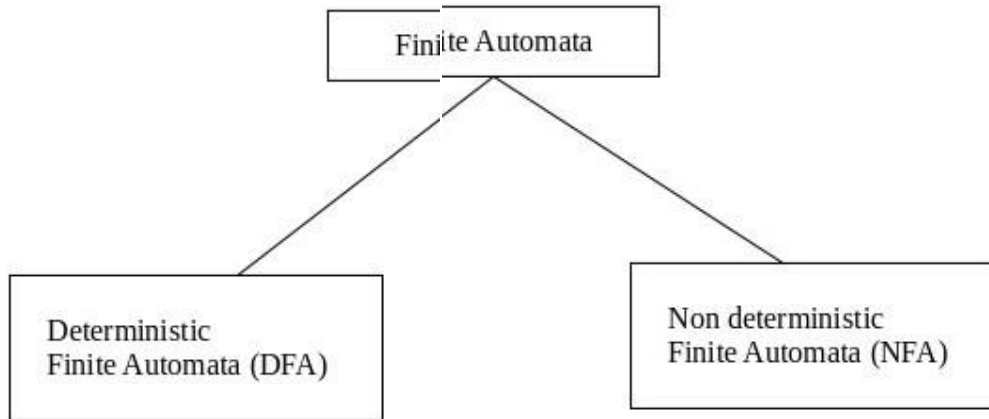 Finite Automata
Deterministic
Finite Automata (DFA)
Non deterministic
Finite Automata (NFA)